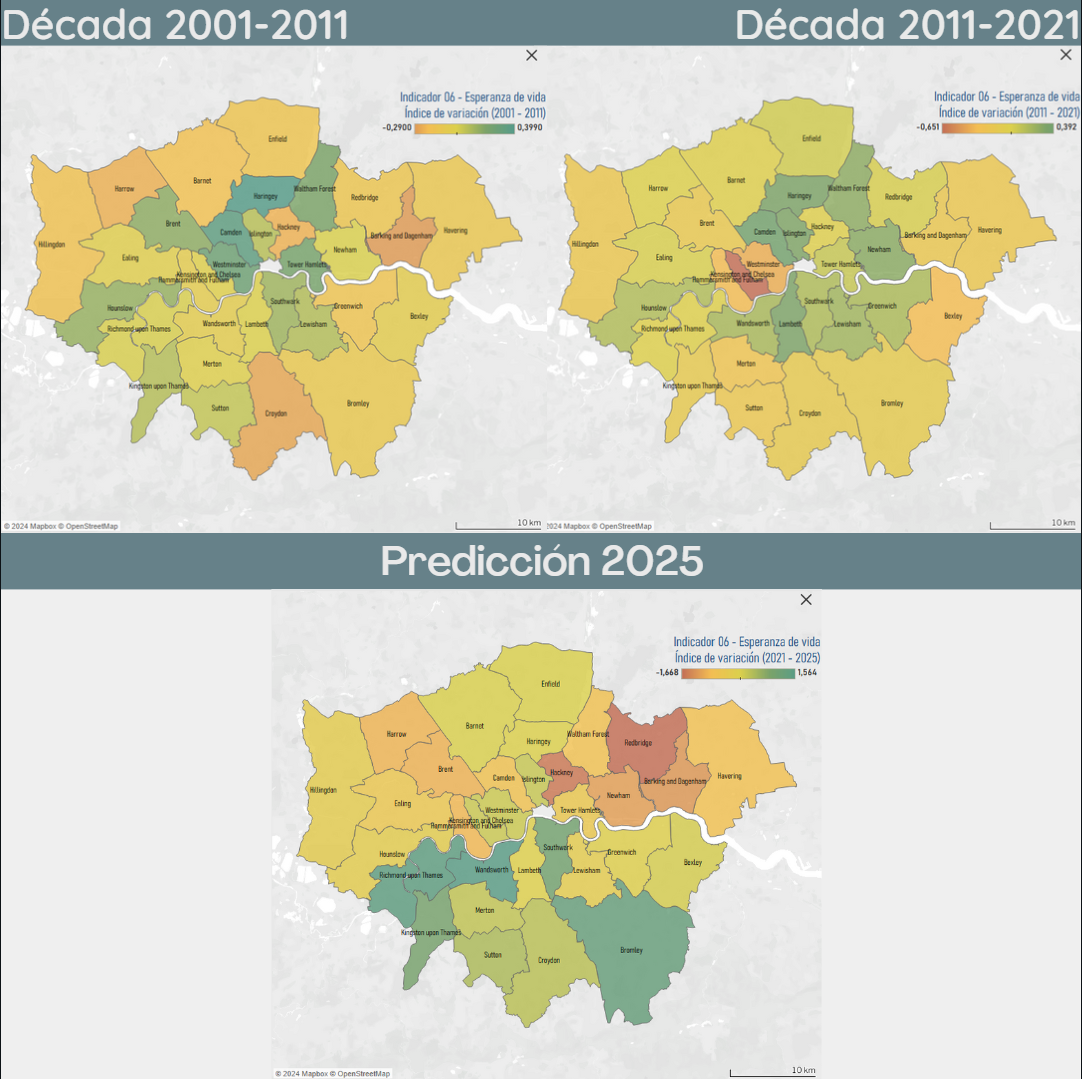 Década 2001-2011
Década 2011-2021
Indicador 06 - Esperanza de vida
Índice de variación (2001 - 2011)
-0,2900 0,3990
Enfield
Harrow
Barnet
Haringey
Waltham Forest
Redbridge
Brent
Camden
Islington
Hackney
Barking and Dagenham
Havering
Hillingdon
Ealing
Westminster
Tower Hamlets
Newham
Kensington and Chelsea
Hammersmith and Fulham
Hounslow
Southwark
Greenwich
Bexley
Richmond upon Thames
Wandsworth
Lambeth
Lewisham
Merton
Kingston upon Thames
Sutton
Croydon
Bromley
© 2024 Mapbox © OpenStreetMap
10 km
Indicador 06 - Esperanza de vida
Índice de variación (2011 - 2021)
-0,651 0,392
Enfield
Harrow
Barnet
Haringey
Waltham Forest
Redbridge
Brent
Camden
Islington
Hackney
Barking and Dagenham
Havering
Hillingdon
Ealing
Westminster
Tower Hamlets
Newham
Kensington and Chelsea
Hammersmith and Fulham
Hounslow
Southwark
Greenwich
Bexley
Richmond upon Thames
Wandsworth
Lambeth
Lewisham
Merton
Kingston upon Thames
Sutton
Croydon
Bromley
2024 Mapbox © OpenStreetMap
10 km
Predicción 2025
Indicador 06 - Esperanza de vida
Índice de variación (2021 - 2025)
-1,668 1,564
Enfield
Harrow
Barnet
Haringey
Waltham Forest
Redbridge
Brent
Camden
Islington
Hackney
Barking and Dagenham
Havering
Hillingdon
Ealing
Westminster
Tower Hamlets
Newham
Kensington and Chelsea
Hammersmith and Fulham
Hounslow
Southwark
Greenwich
Bexley
Richmond upon Thames
Wandsworth
Lambeth
Lewisham
Merton
Kingston upon Thames
Sutton
Croydon
Bromley
© 2024 Mapbox © OpenStreetMap
10 km